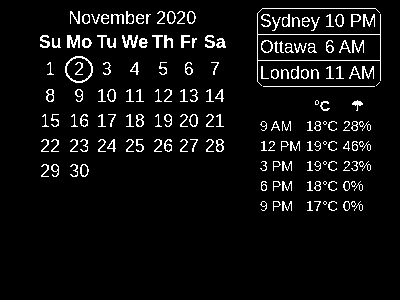 November 2020
Su Mo Tu We Th Fr Sa
1 2 3 4 5 6 7
8 9 10 11 12 13 14
15 16 17 18 19 20 21
22 23 24 25 26 27 28
29 30
Sydney 10 PM
Ottawa 6 AM
London 11 AM
°C
9 AM 18°C 28%
12 PM 19°C 46%
3 PM 19°C 23%
6 PM 18°C 0%
9 PM 17°C 0%